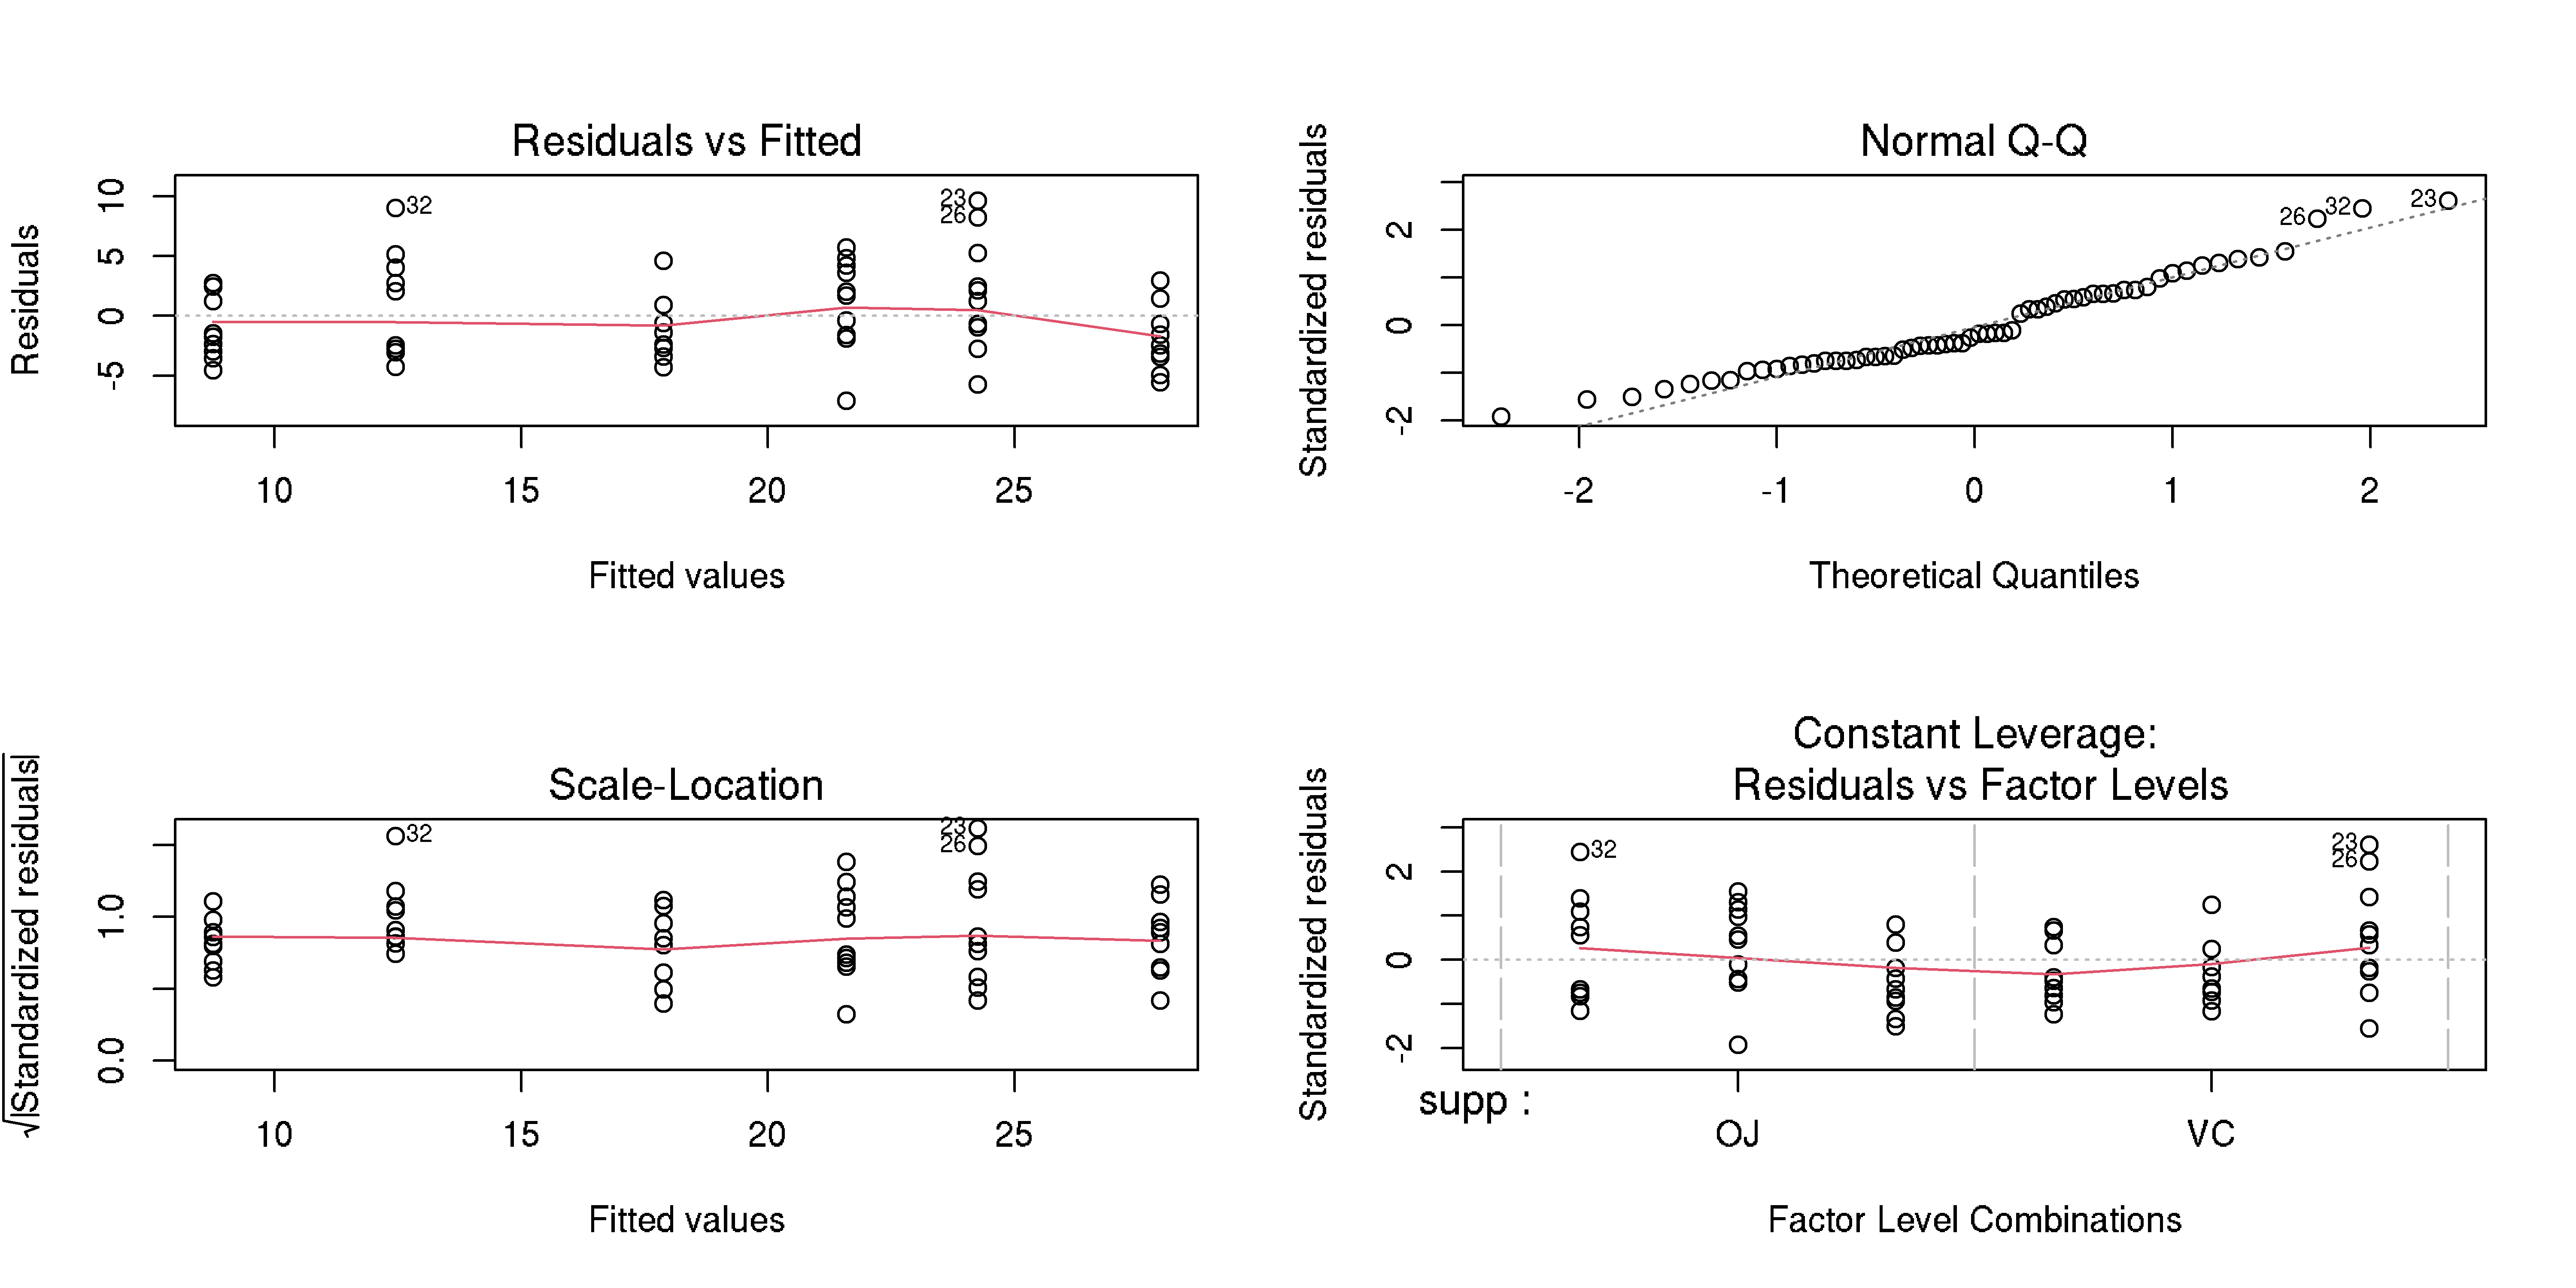 Residuals vs Fitted
Residuals
10
5
0
-5
32
23
26
10 15 20 25
Fitted values
Normal Q-Q
Standardized residuals
2
0
-2
26 32 23
-2 -1 0 1 2
Theoretical Quantiles
Scale-Location
√|Standardized residuals|
1.0
0.0
32
23
26
10 15 20 25
Fitted values
Constant Leverage:
Residuals vs Factor Levels
Standardized residuals
2
0
-2
32
23
26
supp :
OJ VC
Factor Level Combinations